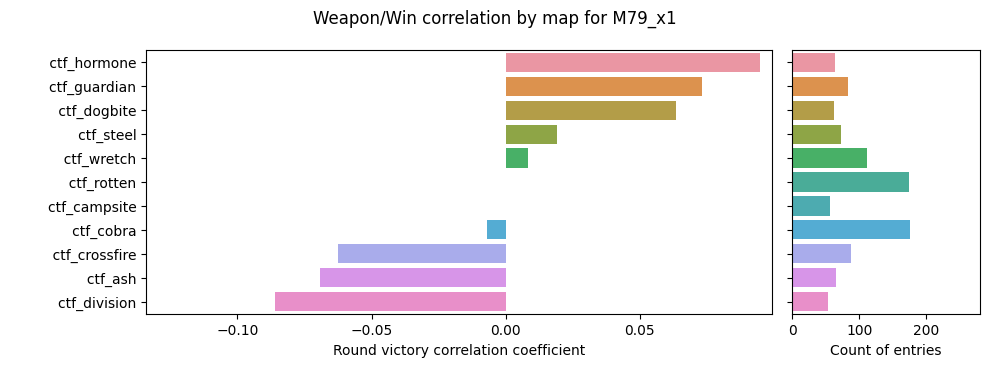 Weapon/Win correlation by map for M79_x1
ctf_hormone
ctf_guardian
ctf_dogbite
ctf_steel
ctf_wretch
ctf_rotten
ctf_campsite
ctf_cobra
ctf_crossfire
ctf_ash
ctf_division
−0.10 −0.05 0.00 0.05
0 100 200
Round victory correlation coefficient
Count of entries